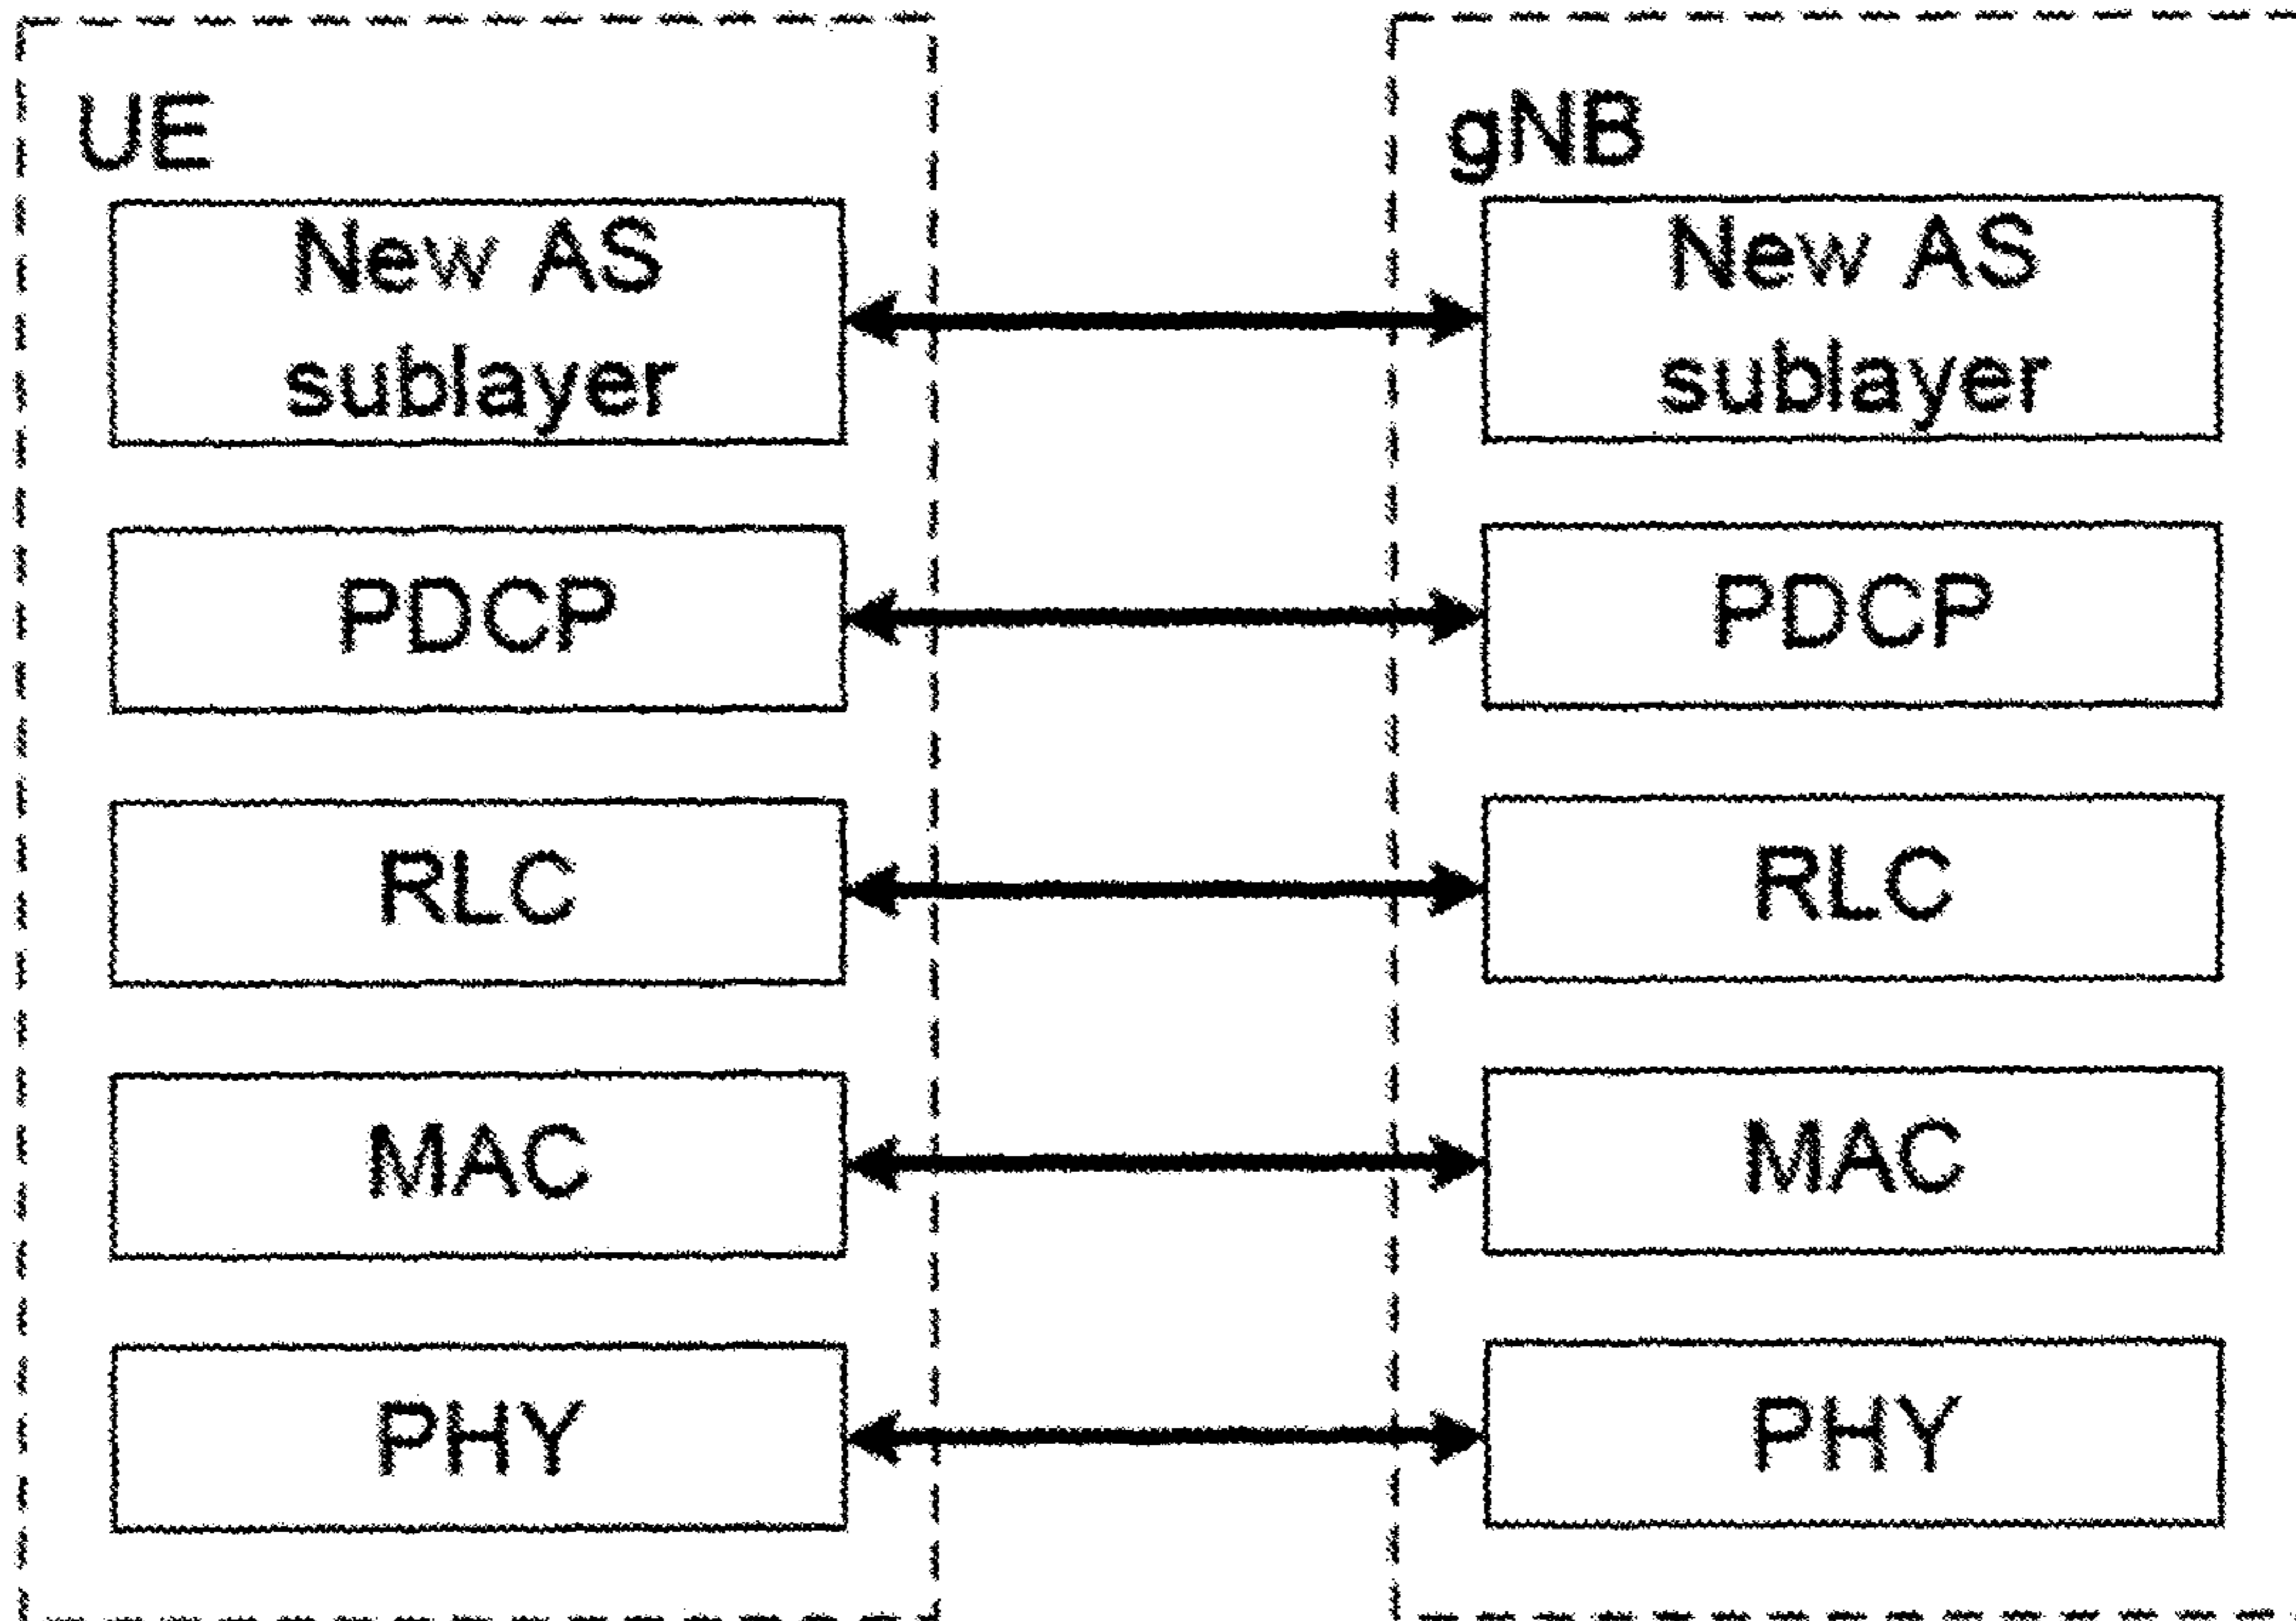 UE
New AS
sublayer
PDCP
RLC
MAC
PHY
gNB
New AS
sublayer
PDCP
RLC
MAC
PHY